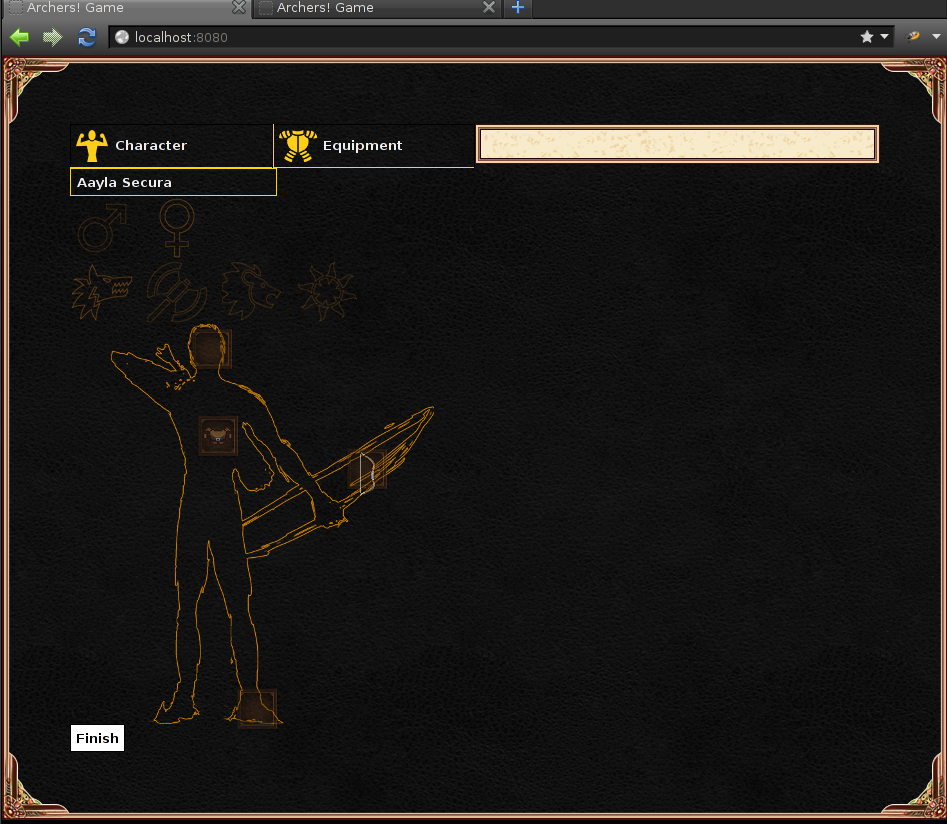 Archers! Game
Archers! Game
localhost:8080
Character
Equipment
Aayla Secura
Finish